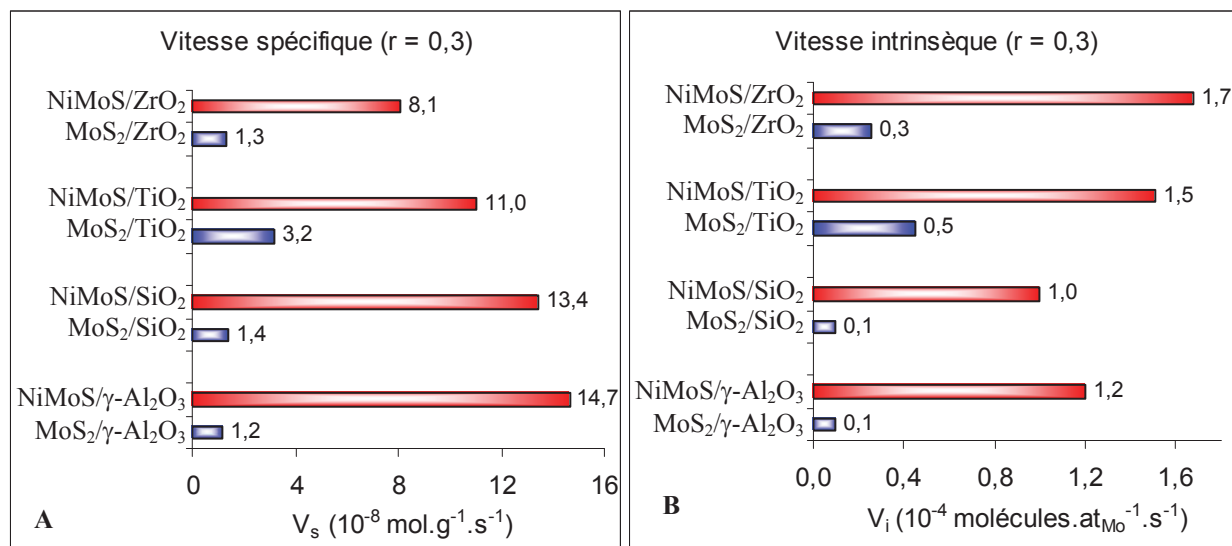 Vitesse spécifique (r = 0,3)
NiMoS/ZrO₂ 8,1
MoS₂/ZrO₂ 1,3
NiMoS/TiO₂ 11,0
MoS₂/TiO₂ 3,2
NiMoS/SiO₂ 13,4
MoS₂/SiO₂ 1,4
NiMoS/γ-Al₂O₃ 14,7
MoS₂/γ-Al₂O₃ 1,2
0 4 8 12 16
A Vₛ (10⁻⁸ mol.g⁻¹.s⁻¹)
Vitesse intrinsèque (r = 0,3)
NiMoS/ZrO₂ 1,7
MoS₂/ZrO₂ 0,3
NiMoS/TiO₂ 1,5
MoS₂/TiO₂ 0,5
NiMoS/SiO₂ 1,0
MoS₂/SiO₂ 0,1
NiMoS/γ-Al₂O₃ 1,2
MoS₂/γ-Al₂O₃ 0,1
0,0 0,4 0,8 1,2 1,6
B Vᵢ (10⁻⁴ molécules.at_Mo⁻¹.s⁻¹)